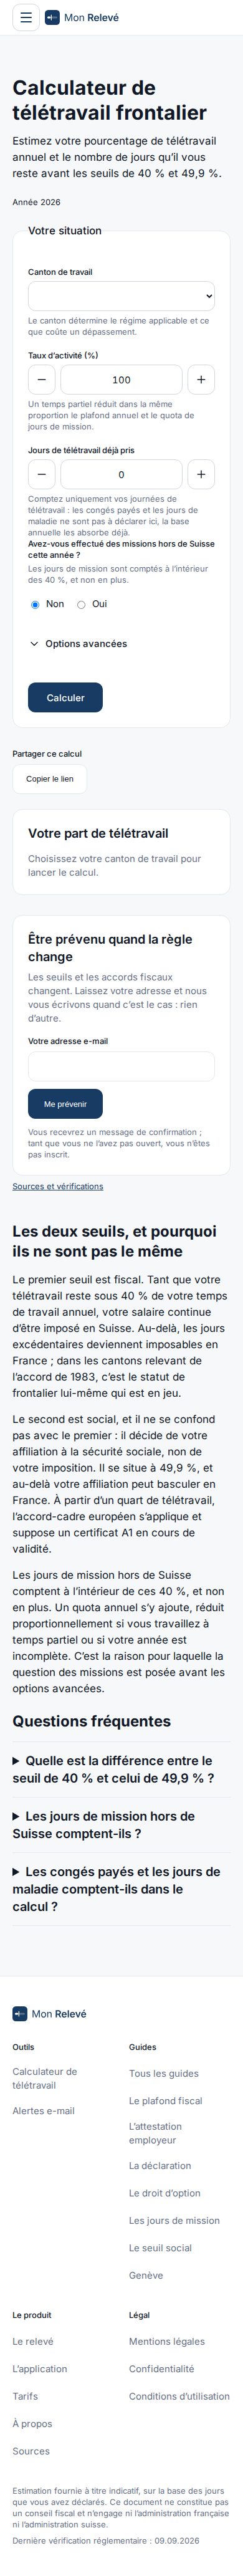 Mon Relevé
Calculateur de
télétravail frontalier
Estimez votre pourcentage de télétravail
annuel et le nombre de jours qu’il vous
reste avant les seuils de 40 % et 49,9 %.
Année 2026
Votre situation
Canton de travail
Le canton détermine le régime applicable et ce
que coûte un dépassement.
Taux d’activité (%)
− 100 +
Un temps partiel réduit dans la même
proportion le plafond annuel et le quota de
jours de mission.
Jours de télétravail déjà pris
− 0 +
Comptez uniquement vos journées de
télétravail : les congés payés et les jours de
maladie ne sont pas à déclarer ici, la base
annuelle les absorbe déjà.
Avez-vous effectué des missions hors de Suisse
cette année ?
Les jours de mission sont comptés à l’intérieur
des 40 %, et non en plus.
Non Oui
Options avancées
Calculer
Partager ce calcul
Copier le lien
Votre part de télétravail
Choisissez votre canton de travail pour
lancer le calcul.
Être prévenu quand la règle
change
Les seuils et les accords fiscaux
changent. Laissez votre adresse et nous
vous écrivons quand c’est le cas : rien
d’autre.
Votre adresse e-mail
Me prévenir
Vous recevrez un message de confirmation ;
tant que vous ne l’avez pas ouvert, vous n’êtes
pas inscrit.
Sources et vérifications
Les deux seuils, et pourquoi
ils ne sont pas le même
Le premier seuil est fiscal. Tant que votre
télétravail reste sous 40 % de votre temps
de travail annuel, votre salaire continue
d’être imposé en Suisse. Au-delà, les jours
excédentaires deviennent imposables en
France ; dans les cantons relevant de
l’accord de 1983, c’est le statut de
frontalier lui-même qui est en jeu.
Le second est social, et il ne se confond
pas avec le premier : il décide de votre
affiliation à la sécurité sociale, non de
votre imposition. Il se situe à 49,9 %, et
au-delà votre affiliation peut basculer en
France. À partir d’un quart de télétravail,
l’accord-cadre européen s’applique et
suppose un certificat A1 en cours de
validité.
Les jours de mission hors de Suisse
comptent à l’intérieur de ces 40 %, et non
en plus. Un quota annuel s’y ajoute, réduit
proportionnellement si vous travaillez à
temps partiel ou si votre année est
incomplète. C’est la raison pour laquelle la
question des missions est posée avant les
options avancées.
Questions fréquentes
Quelle est la différence entre le
seuil de 40 % et celui de 49,9 % ?
Les jours de mission hors de
Suisse comptent-ils ?
Les congés payés et les jours de
maladie comptent-ils dans le
calcul ?
Mon Relevé
Outils
Calculateur de
télétravail
Alertes e-mail
Guides
Tous les guides
Le plafond fiscal
L’attestation
employeur
La déclaration
Le droit d’option
Les jours de mission
Le seuil social
Genève
Le produit
Le relevé
L’application
Tarifs
À propos
Sources
Légal
Mentions légales
Confidentialité
Conditions d’utilisation
Estimation fournie à titre indicatif, sur la base des jours
que vous avez déclarés. Ce document ne constitue pas
un conseil fiscal et n’engage ni l’administration française
ni l’administration suisse.
Dernière vérification réglementaire : 09.09.2026